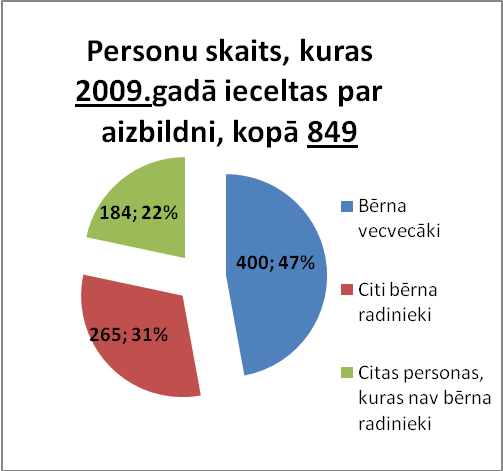 Personu skaits, kuras
2009.gadā ieceltas par
aizbildni, kopā 849
184; 22%
400; 47%
265; 31%
Bērna
vecvecāki
Citi bērna
radinieki
Citas personas,
kuras nav bērna
radinieki